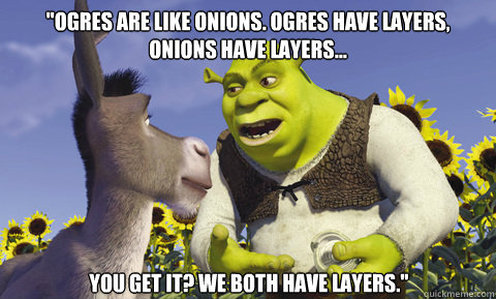 "OGRES ARE LIKE ONIONS. OGRES HAVE LAYERS,
ONIONS HAVE LAYERS...
YOU GET IT? WE BOTH HAVE LAYERS."
quickmeme.com